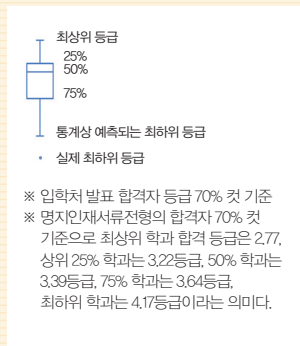 최상위 등급
25%
50%
75%
통계상 예측되는 최하위 등급
실제 최하위 등급
※ 입학처 발표 합격자 등급 70% 컷 기준
※ 명지인재서류전형의 합격자 70% 컷
기준으로 최상위 학과 합격 등급은 2.77,
상위 25% 학과는 3.22등급, 50% 학과는
3.39등급, 75% 학과는 3.64등급,
최하위 학과는 4.17등급이라는 의미다.